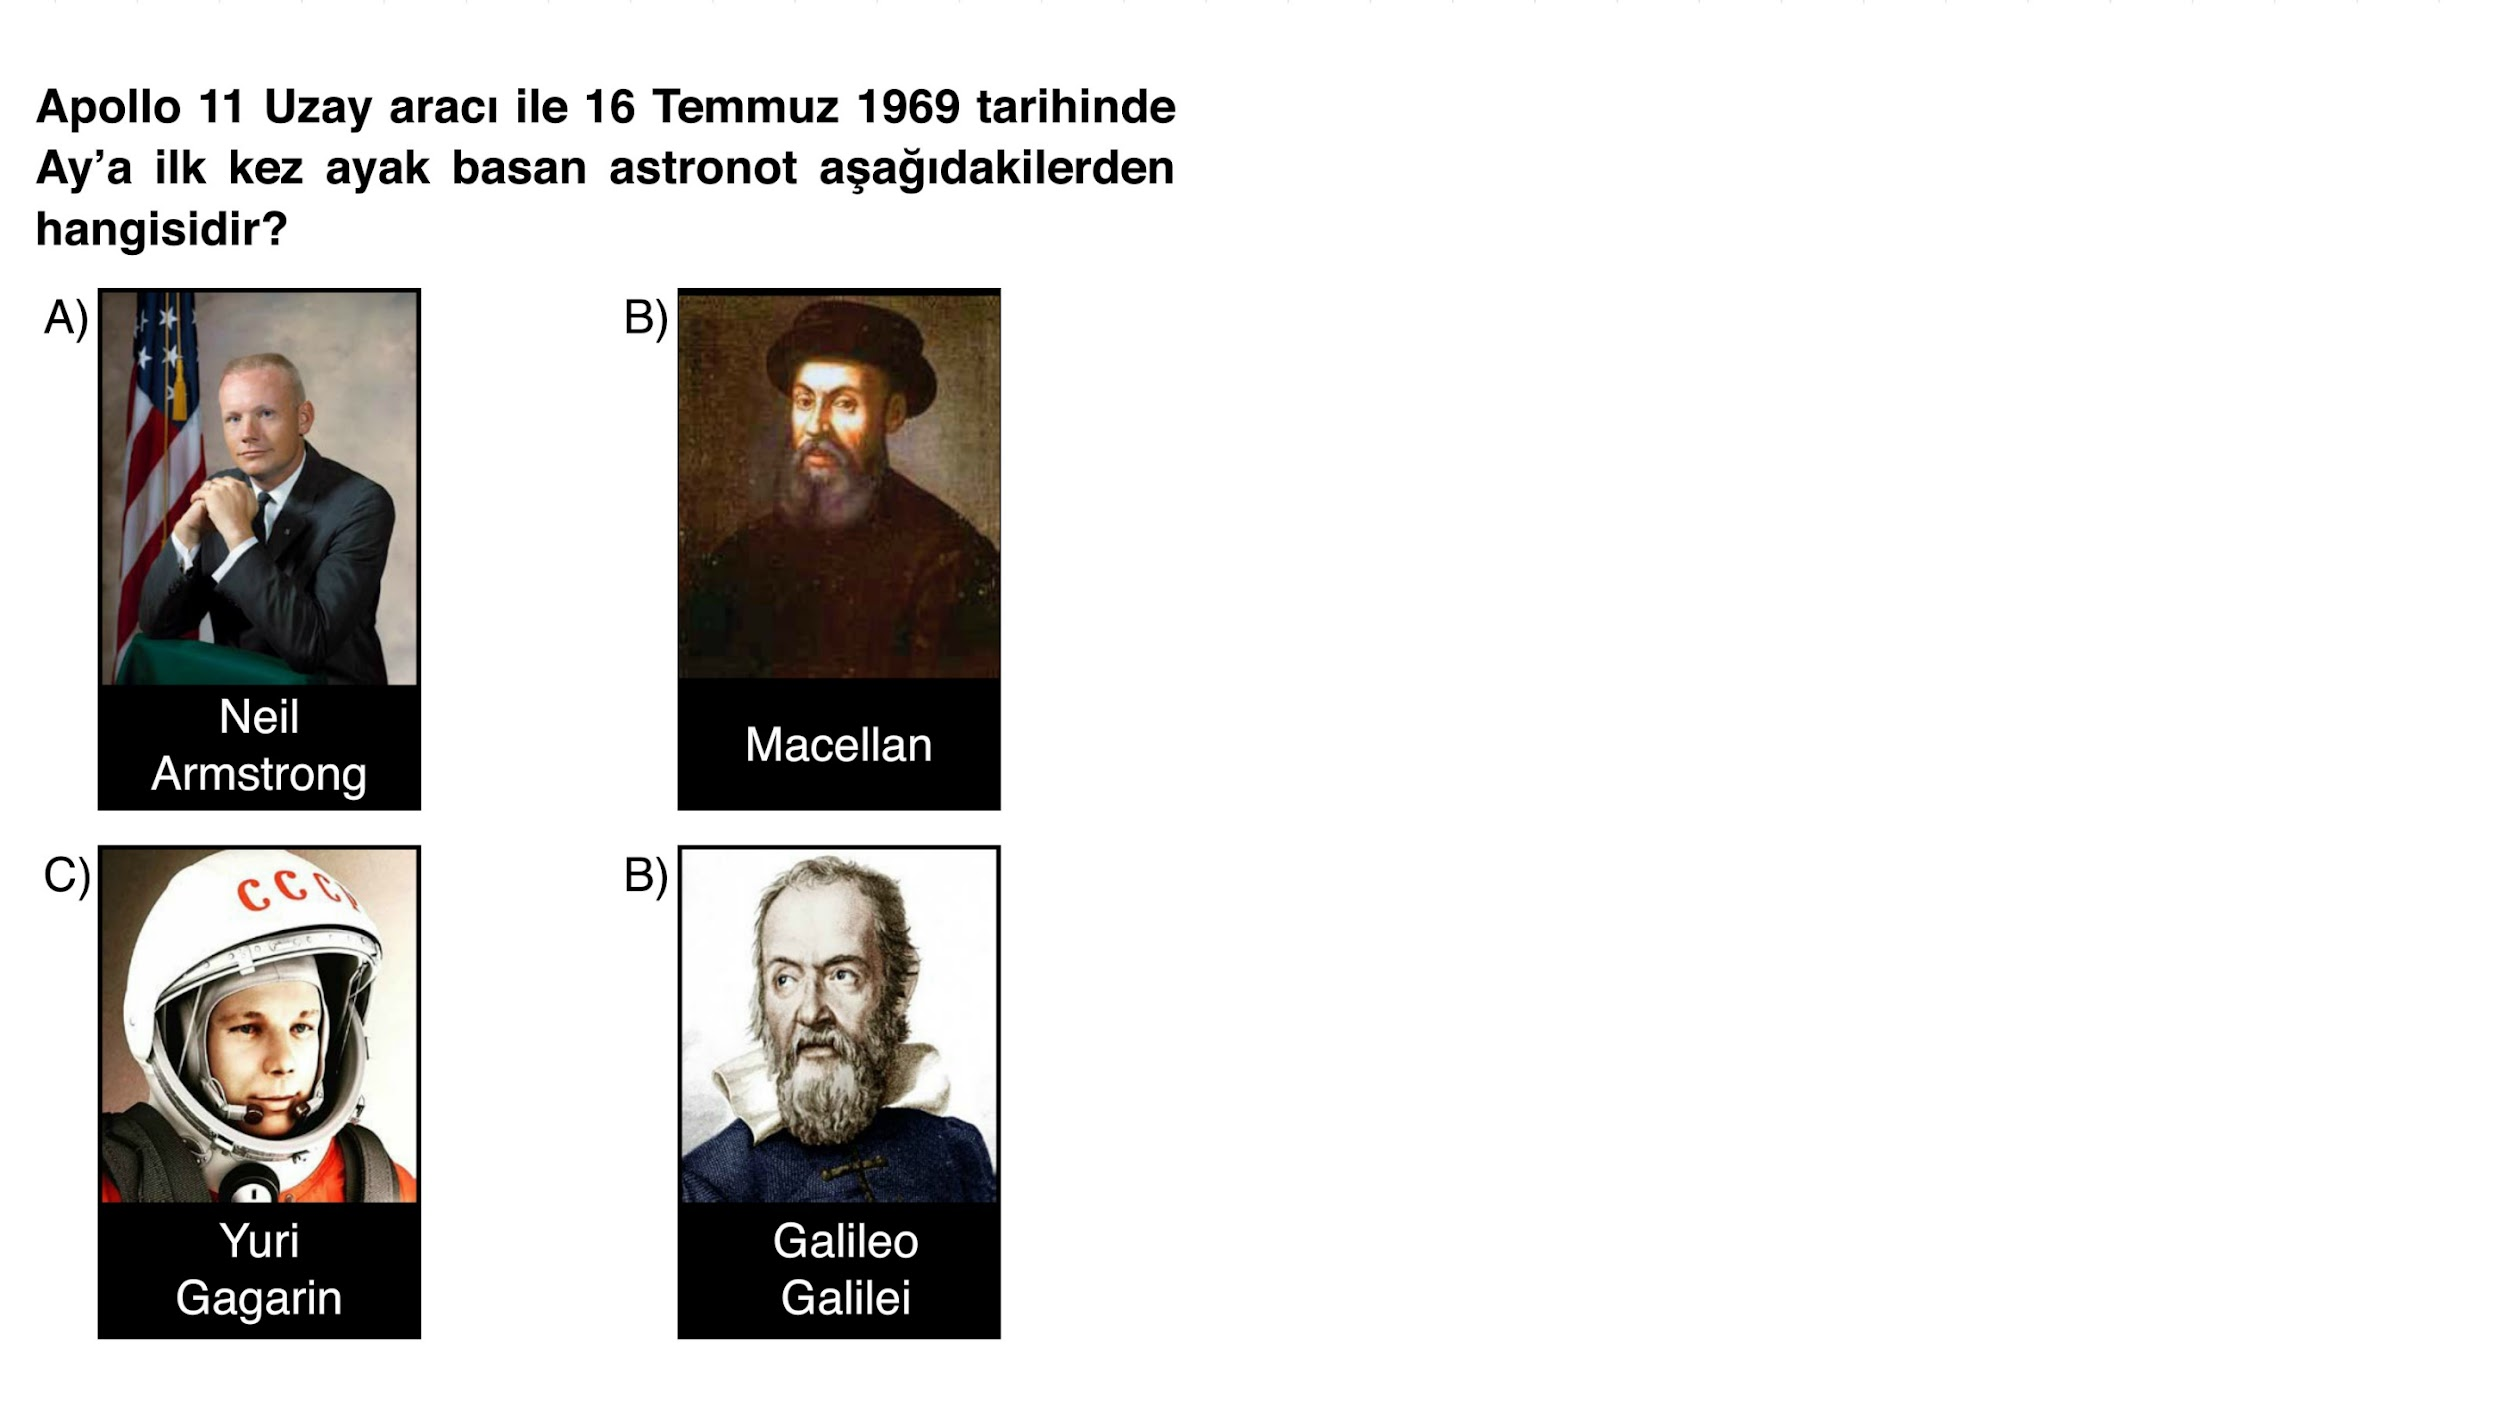 Apollo 11 Uzay aracı ile 16 Temmuz 1969 tarihinde
Ay’a ilk kez ayak basan astronot aşağıdakilerden
hangisidir?
A)
Neil
Armstrong
B)
Macellan
C)
CCCP
Yuri
Gagarin
B)
Galileo
Galilei